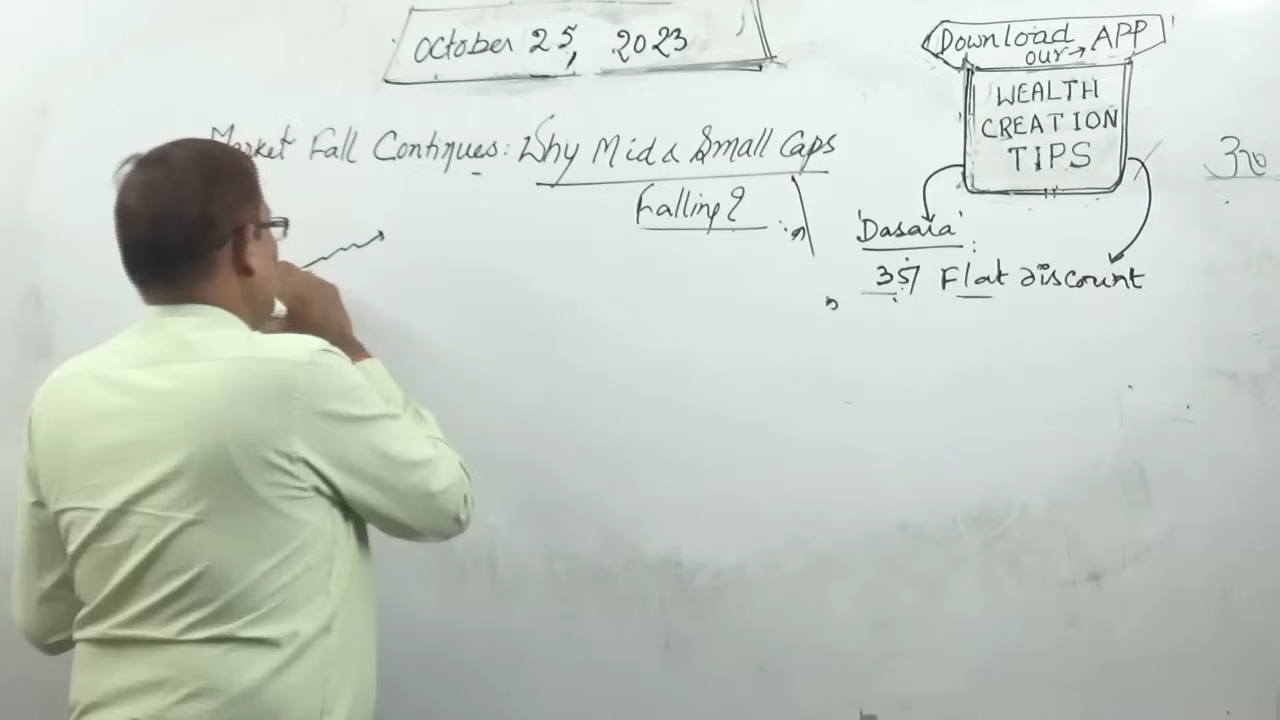 October 25, 2023
Download APP
our →
WEALTH
CREATION
TIPS
Market Fall Continues: Why Mid & Small Caps
Falling?
'Dasara' :
35% Flat discount